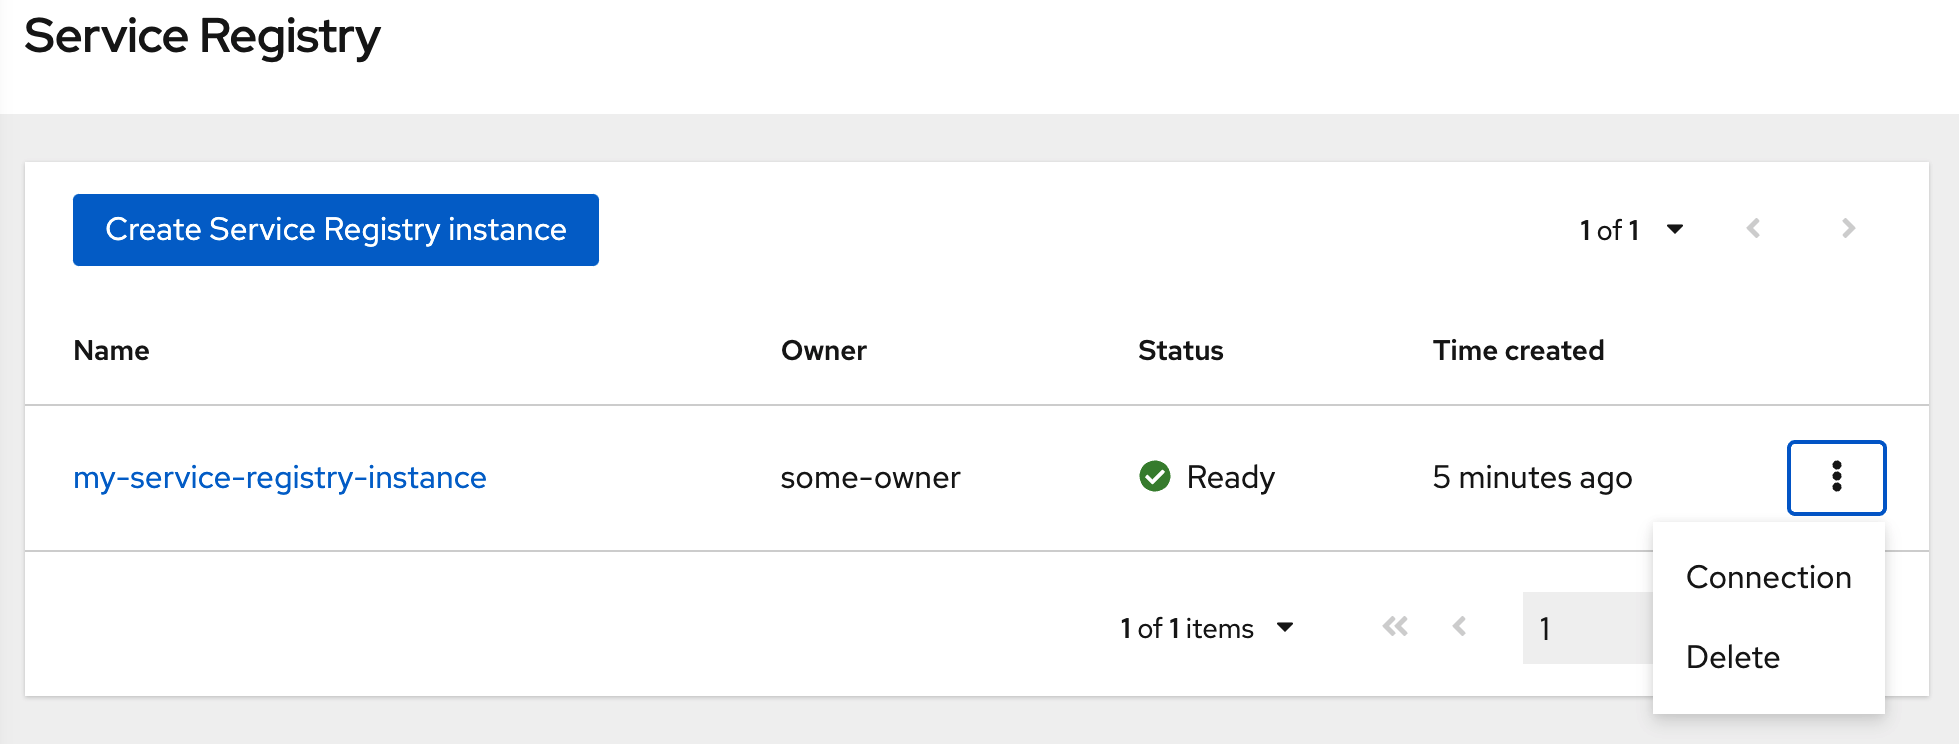 Service Registry
Create Service Registry instance
1 of 1
Name Owner Status Time created
my-service-registry-instance some-owner Ready 5 minutes ago
Connection
1 of 1 items 1
Delete